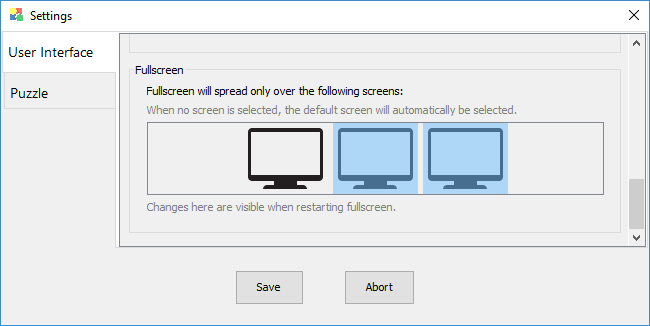 Settings
User Interface
Puzzle
Fullscreen
Fullscreen will spread only over the following screens:
When no screen is selected, the default screen will automatically be selected.
Changes here are visible when restarting fullscreen.
Save
Abort